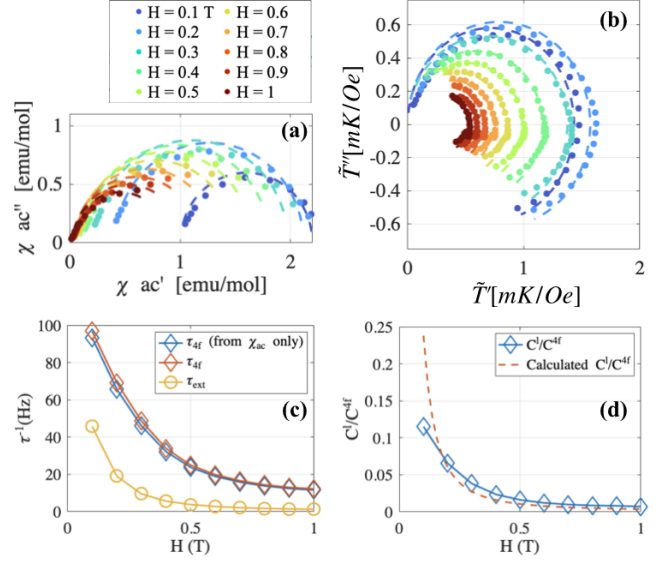 H = 0.1 T
H = 0.6
H = 0.2
H = 0.7
H = 0.3
H = 0.8
H = 0.4
H = 0.9
H = 0.5
H = 1
(a)
1
0.5
0
0
1
2
χ ac'' [emu/mol]
χ ac' [emu/mol]
(b)
0.6
0.4
0.2
0
-0.2
-0.4
-0.6
0
0.5
1
1.5
2
T̃''[mK/Oe]
T̃'[mK/Oe]
100
80
60
40
20
0
0
0.5
1
τ⁻¹(Hz)
H (T)
τ4f (from χac only)
τ4f
τext
(c)
0.25
0.2
0.15
0.1
0.05
0
0
0.5
1
Cˡ/C⁴ᶠ
H (T)
Cˡ/C⁴ᶠ
Calculated Cˡ/C⁴ᶠ
(d)